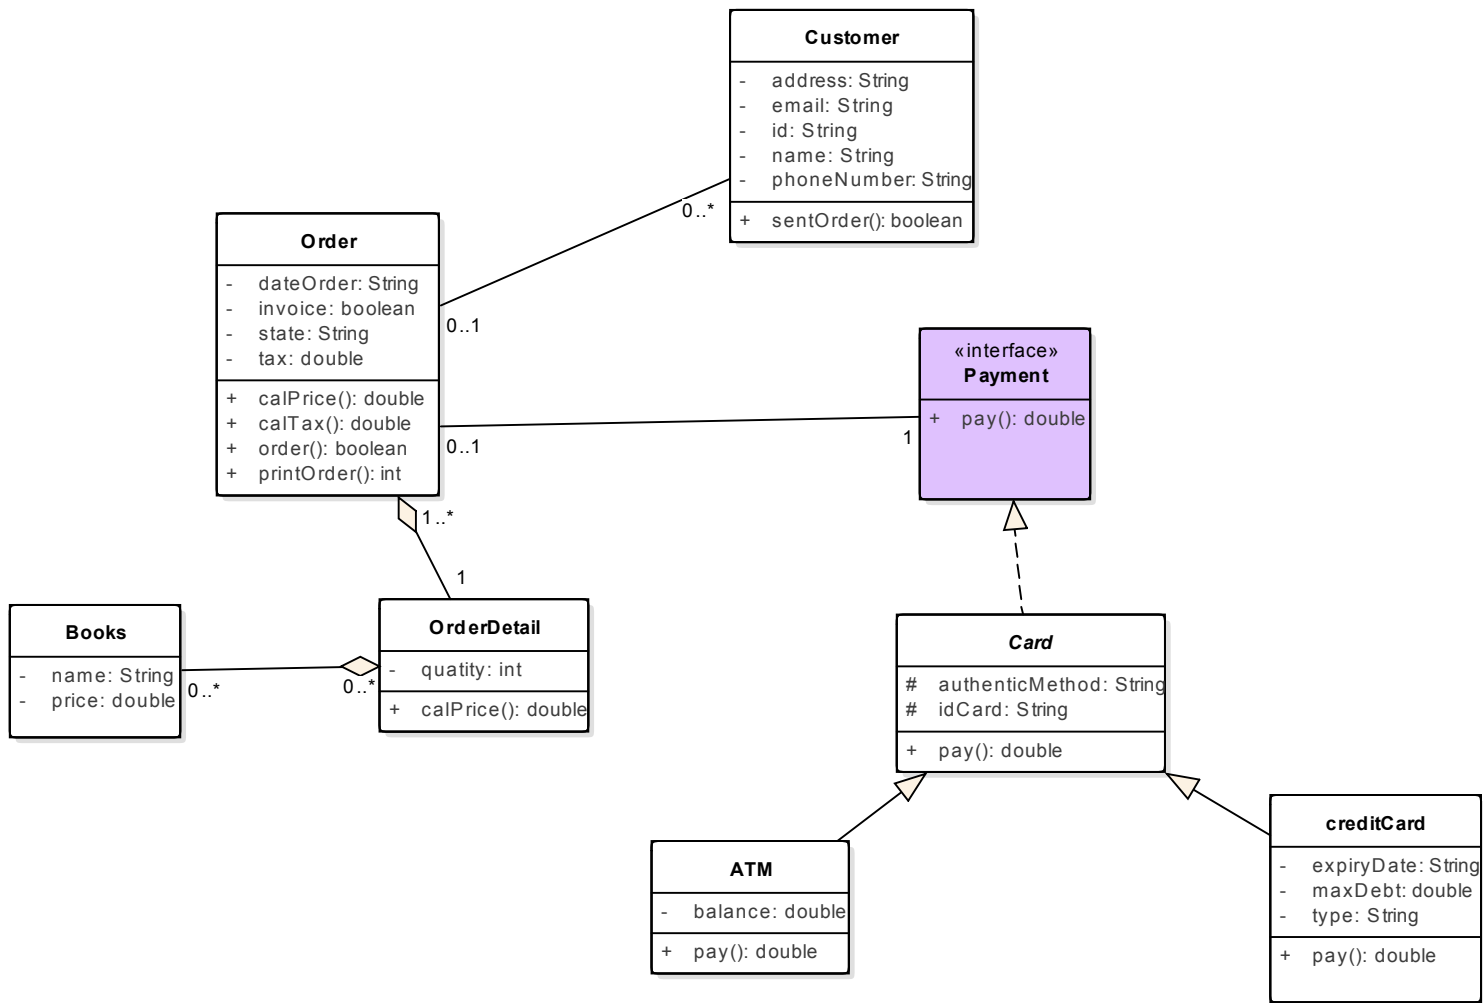 Customer
- address: String
- email: String
- id: String
- name: String
- phoneNumber: String
+ sentOrder(): boolean
0..*
Order
- dateOrder: String
- invoice: boolean
- state: String
- tax: double
+ calPrice(): double
+ calTax(): double
+ order(): boolean
+ printOrder(): int
0..1
0..1
1
«interface»
Payment
+ pay(): double
1..*
1
Books
- name: String
- price: double
0..*
0..*
OrderDetail
- quatity: int
+ calPrice(): double
Card
# authenticMethod: String
# idCard: String
+ pay(): double
ATM
- balance: double
+ pay(): double
creditCard
- expiryDate: String
- maxDebt: double
- type: String
+ pay(): double